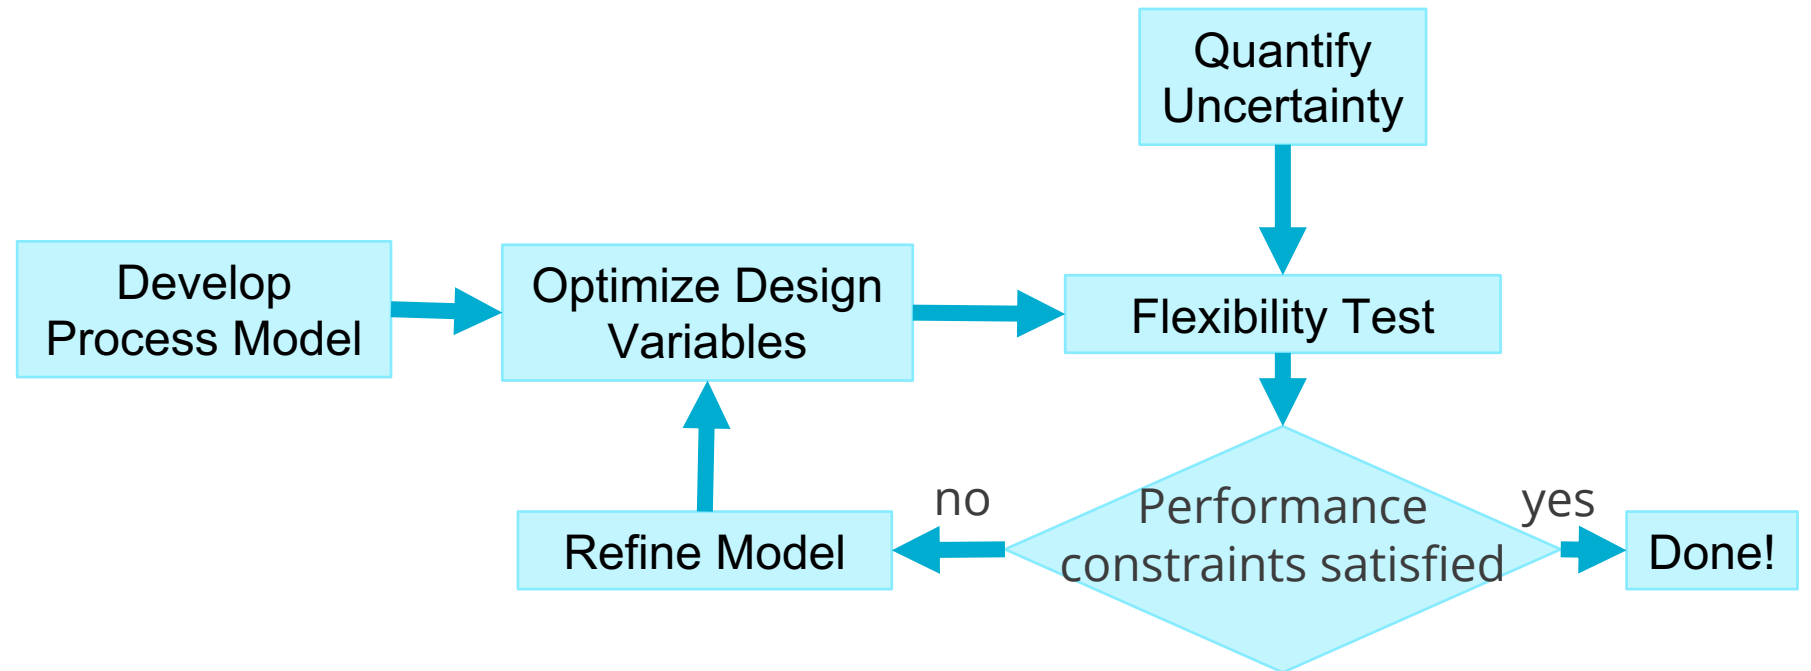 Quantify
Uncertainty
Develop
Process Model
Optimize Design
Variables
Flexibility Test
no
Performance
constraints satisfied
yes
Refine Model
Done!